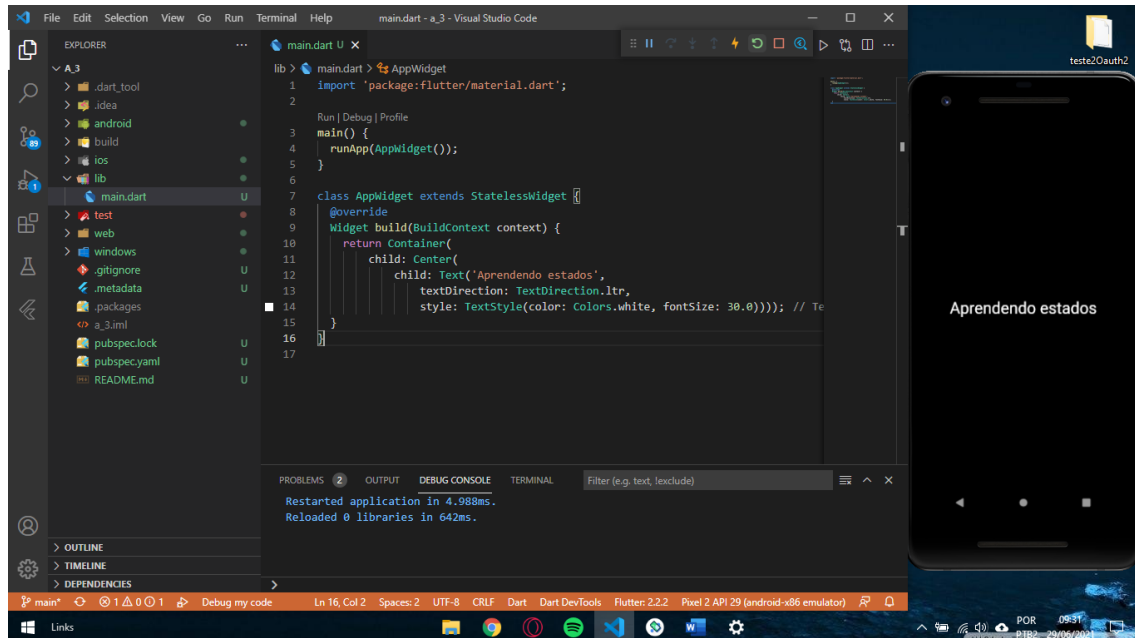 File Edit Selection View Go Run Terminal Help
main.dart - a_3 - Visual Studio Code
EXPLORER
A_3
.dart_tool
.idea
android
build
ios
lib
main.dart U
test
web
windows
.gitignore U
.metadata U
.packages
a_3.iml
pubspec.lock U
pubspec.yaml U
README.md U
OUTLINE
TIMELINE
DEPENDENCIES
89
1
main.dart U
lib > main.dart > AppWidget
1 import 'package:flutter/material.dart';
2
Run | Debug | Profile
3 main() {
4 runApp(AppWidget());
5 }
6
7 class AppWidget extends StatelessWidget {
8 @override
9 Widget build(BuildContext context) {
10 return Container(
11 child: Center(
12 child: Text('Aprendendo estados',
13 textDirection: TextDirection.ltr,
14 style: TextStyle(color: Colors.white, fontSize: 30.0)))); // Te
15 }
16 }
17
PROBLEMS 2 OUTPUT DEBUG CONSOLE TERMINAL Filter (e.g. text, !exclude)
Restarted application in 4.988ms.
Reloaded 0 libraries in 642ms.
main* 1 0 1 Debug my code Ln 16, Col 2 Spaces: 2 UTF-8 CRLF Dart Dart DevTools Flutter: 2.2.2 Pixel 2 API 29 (android-x86 emulator)
teste2Oauth2
Aprendendo estados
Links
POR
PTB2
09:31
29/06/2021